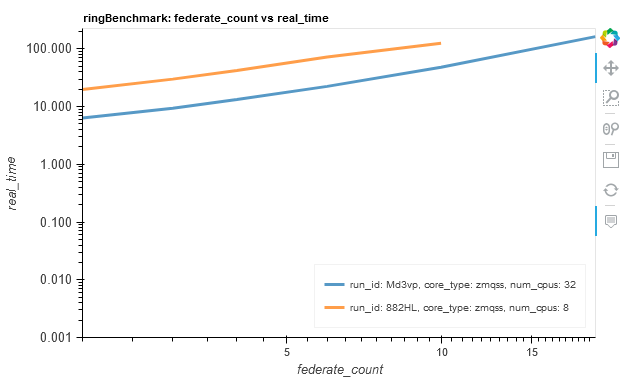 ringBenchmark: federate_count vs real_time
100.000
10.000
1.000
0.100
0.010
0.001
real_time
run_id: Md3vp, core_type: zmqss, num_cpus: 32
run_id: 882HL, core_type: zmqss, num_cpus: 8
5
10
15
federate_count